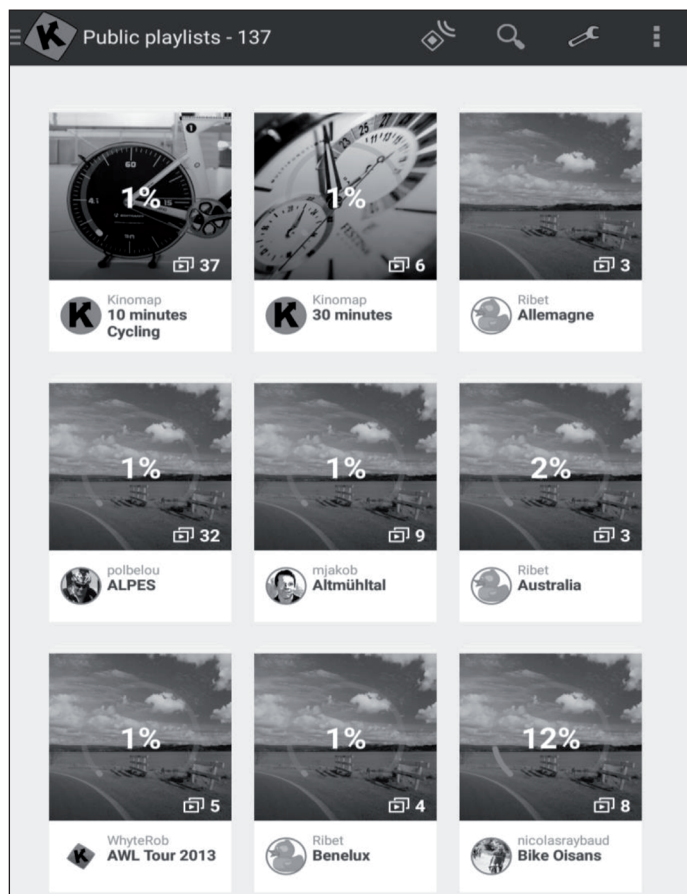 K Public playlists - 137
1%
37
Kinomap
10 minutes
Cycling
1%
6
Kinomap
30 minutes
3
Ribet
Allemagne
1%
32
polbelou
ALPES
1%
9
mjakob
Altmühltal
2%
3
Ribet
Australia
1%
5
WhyteRob
AWL Tour 2013
1%
4
Ribet
Benelux
12%
8
nicolasraybaud
Bike Oisans